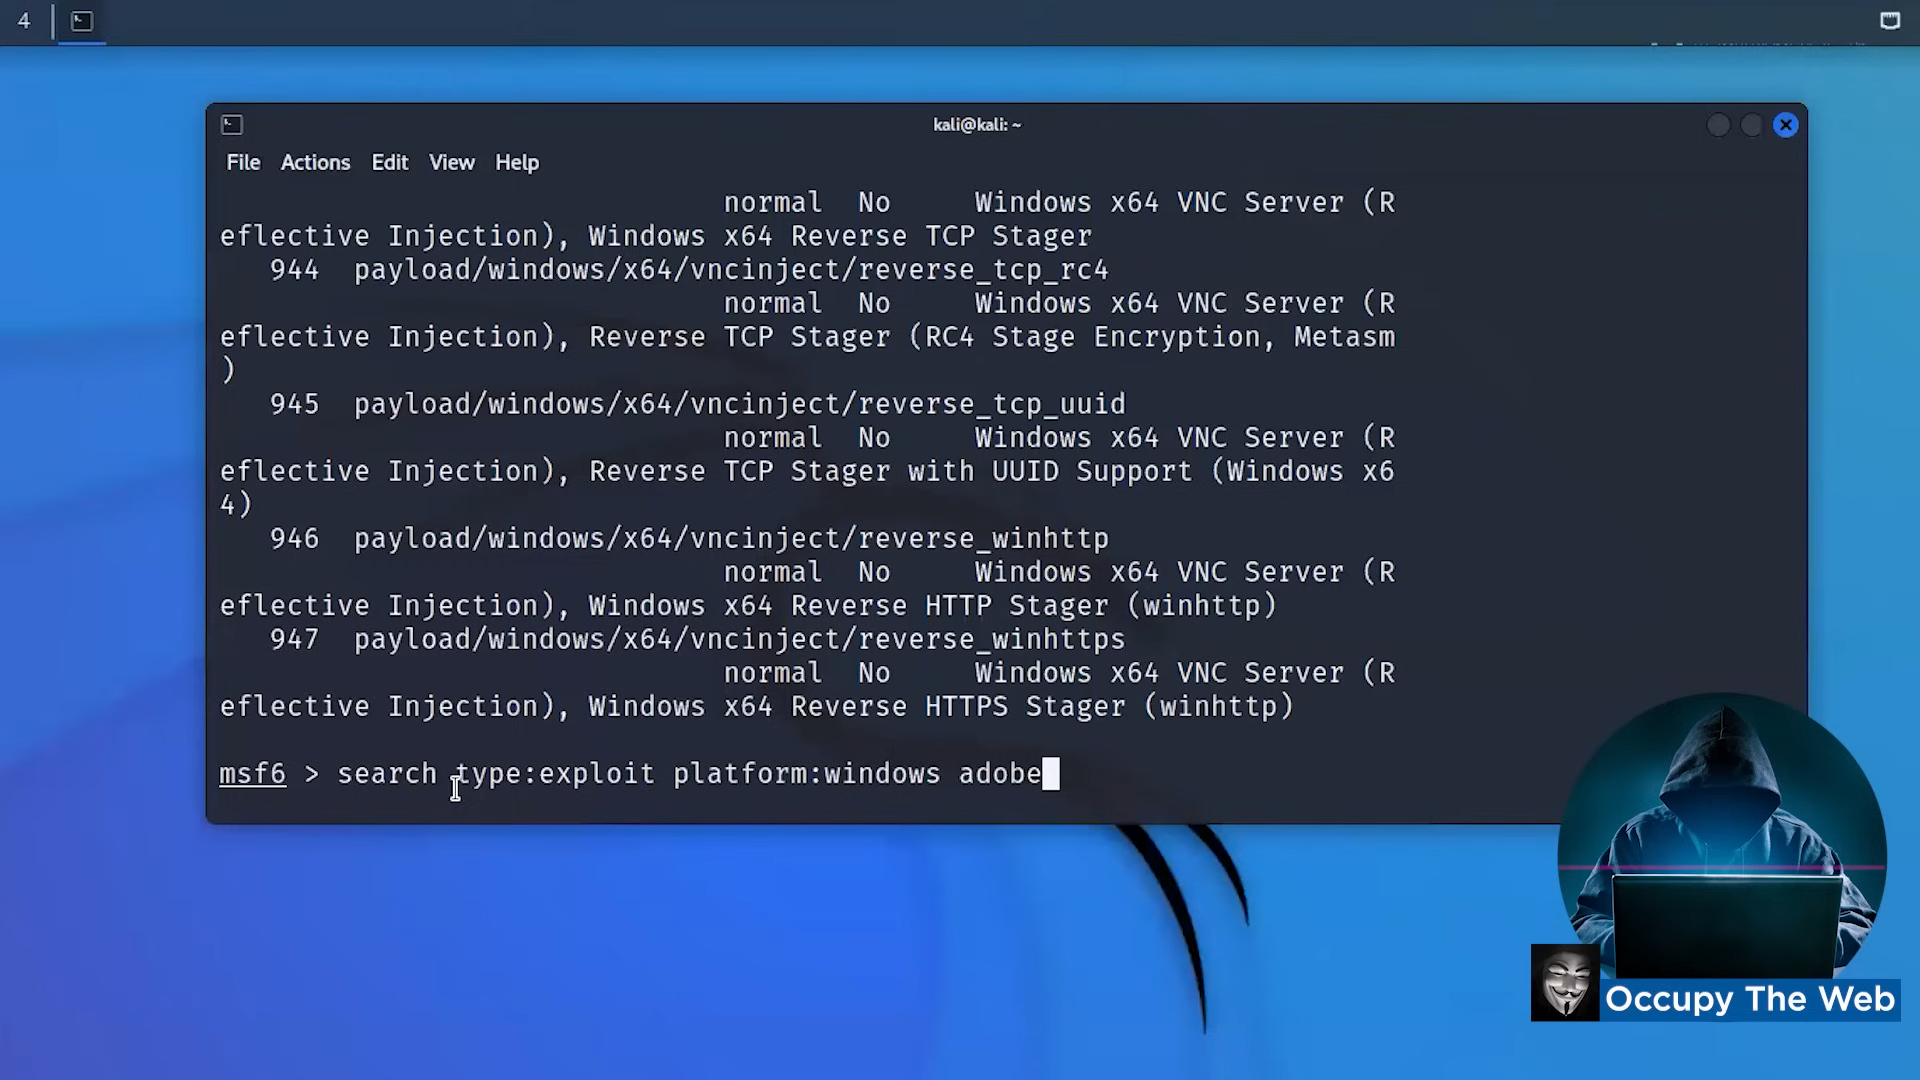 4
kali@kali: ~
File Actions Edit View Help
normal No Windows x64 VNC Server (R
eflective Injection), Windows x64 Reverse TCP Stager
944 payload/windows/x64/vncinject/reverse_tcp_rc4
normal No Windows x64 VNC Server (R
eflective Injection), Reverse TCP Stager (RC4 Stage Encryption, Metasm
)
945 payload/windows/x64/vncinject/reverse_tcp_uuid
normal No Windows x64 VNC Server (R
eflective Injection), Reverse TCP Stager with UUID Support (Windows x6
4)
946 payload/windows/x64/vncinject/reverse_winhttp
normal No Windows x64 VNC Server (R
eflective Injection), Windows x64 Reverse HTTP Stager (winhttp)
947 payload/windows/x64/vncinject/reverse_winhttps
normal No Windows x64 VNC Server (R
eflective Injection), Windows x64 Reverse HTTPS Stager (winhttp)
msf6 > search type:exploit platform:windows adobe
Occupy The Web